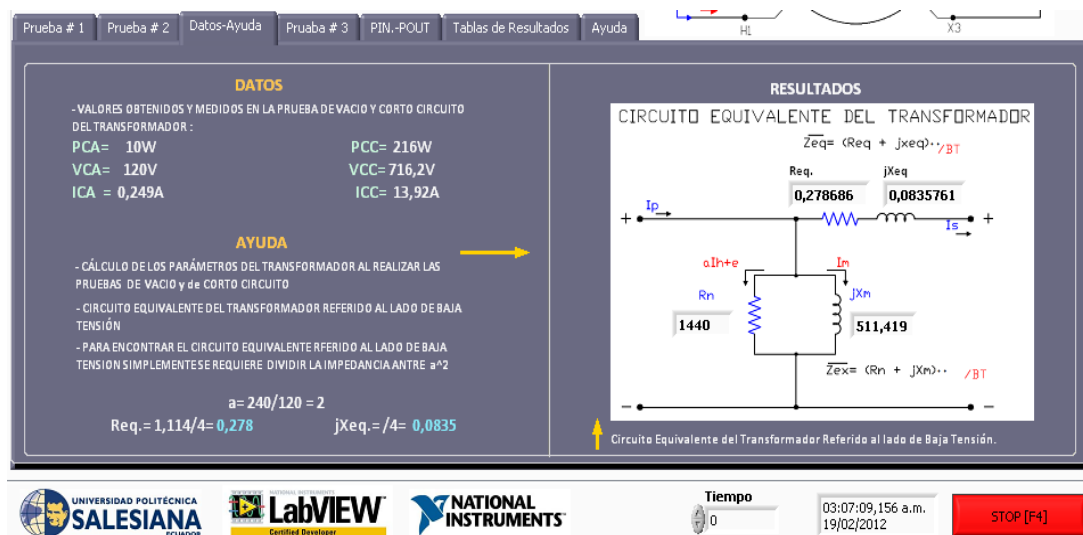 Prueba # 1 Prueba # 2 Datos-Ayuda Pruaba # 3 PIN.-POUT Tablas de Resultados Ayuda
H1 X3
DATOS
- VALORES OBTENIDOS Y MEDIDOS EN LA PRUEBA DE VACIO Y CORTO CIRCUITO
DEL TRANSFORMADOR :
PCA= 10W PCC= 216W
VCA= 120V VCC= 716,2V
ICA = 0,249A ICC= 13,92A
AYUDA
- CÁLCULO DE LOS PARÁMETROS DEL TRANSFORMADOR AL REALIZAR LAS
PRUEBAS DE VACIO y de CORTO CIRCUITO
- CIRCUITO EQUIVALENTE DEL TRANSFORMADOR REFERIDO AL LADO DE BAJA
TENSIÓN
- PARA ENCONTRAR EL CIRCUITO EQUIVALENTE RFERIDO AL LADO DE BAJA
TENSION SIMPLEMENTE SE REQUIERE DIVIDIR LA IMPEDANCIA ANTRE a^2
a= 240/120 = 2
Req.= 1,114/4= 0,278 jXeq.= /4= 0,0835
RESULTADOS
CIRCUITO EQUIVALENTE DEL TRANSFORMADOR
Zeq= (Req + jxeq)·· /BT
Req. jXeq
0,278686 0,0835761
+ Ip Is +
aIh+e Im
Rn jXm
1440 511,419
Zex= (Rn + jXm)·· /BT
− −
Circuito Equivalente del Transformador Referido al lado de Baja Tensión.
UNIVERSIDAD POLITÉCNICA
SALESIANA
ECUADOR
NATIONAL INSTRUMENTS
LabVIEW
Certified Developer
NATIONAL
INSTRUMENTS
Tiempo
0
03:07:09,156 a.m.
19/02/2012
STOP [F4]